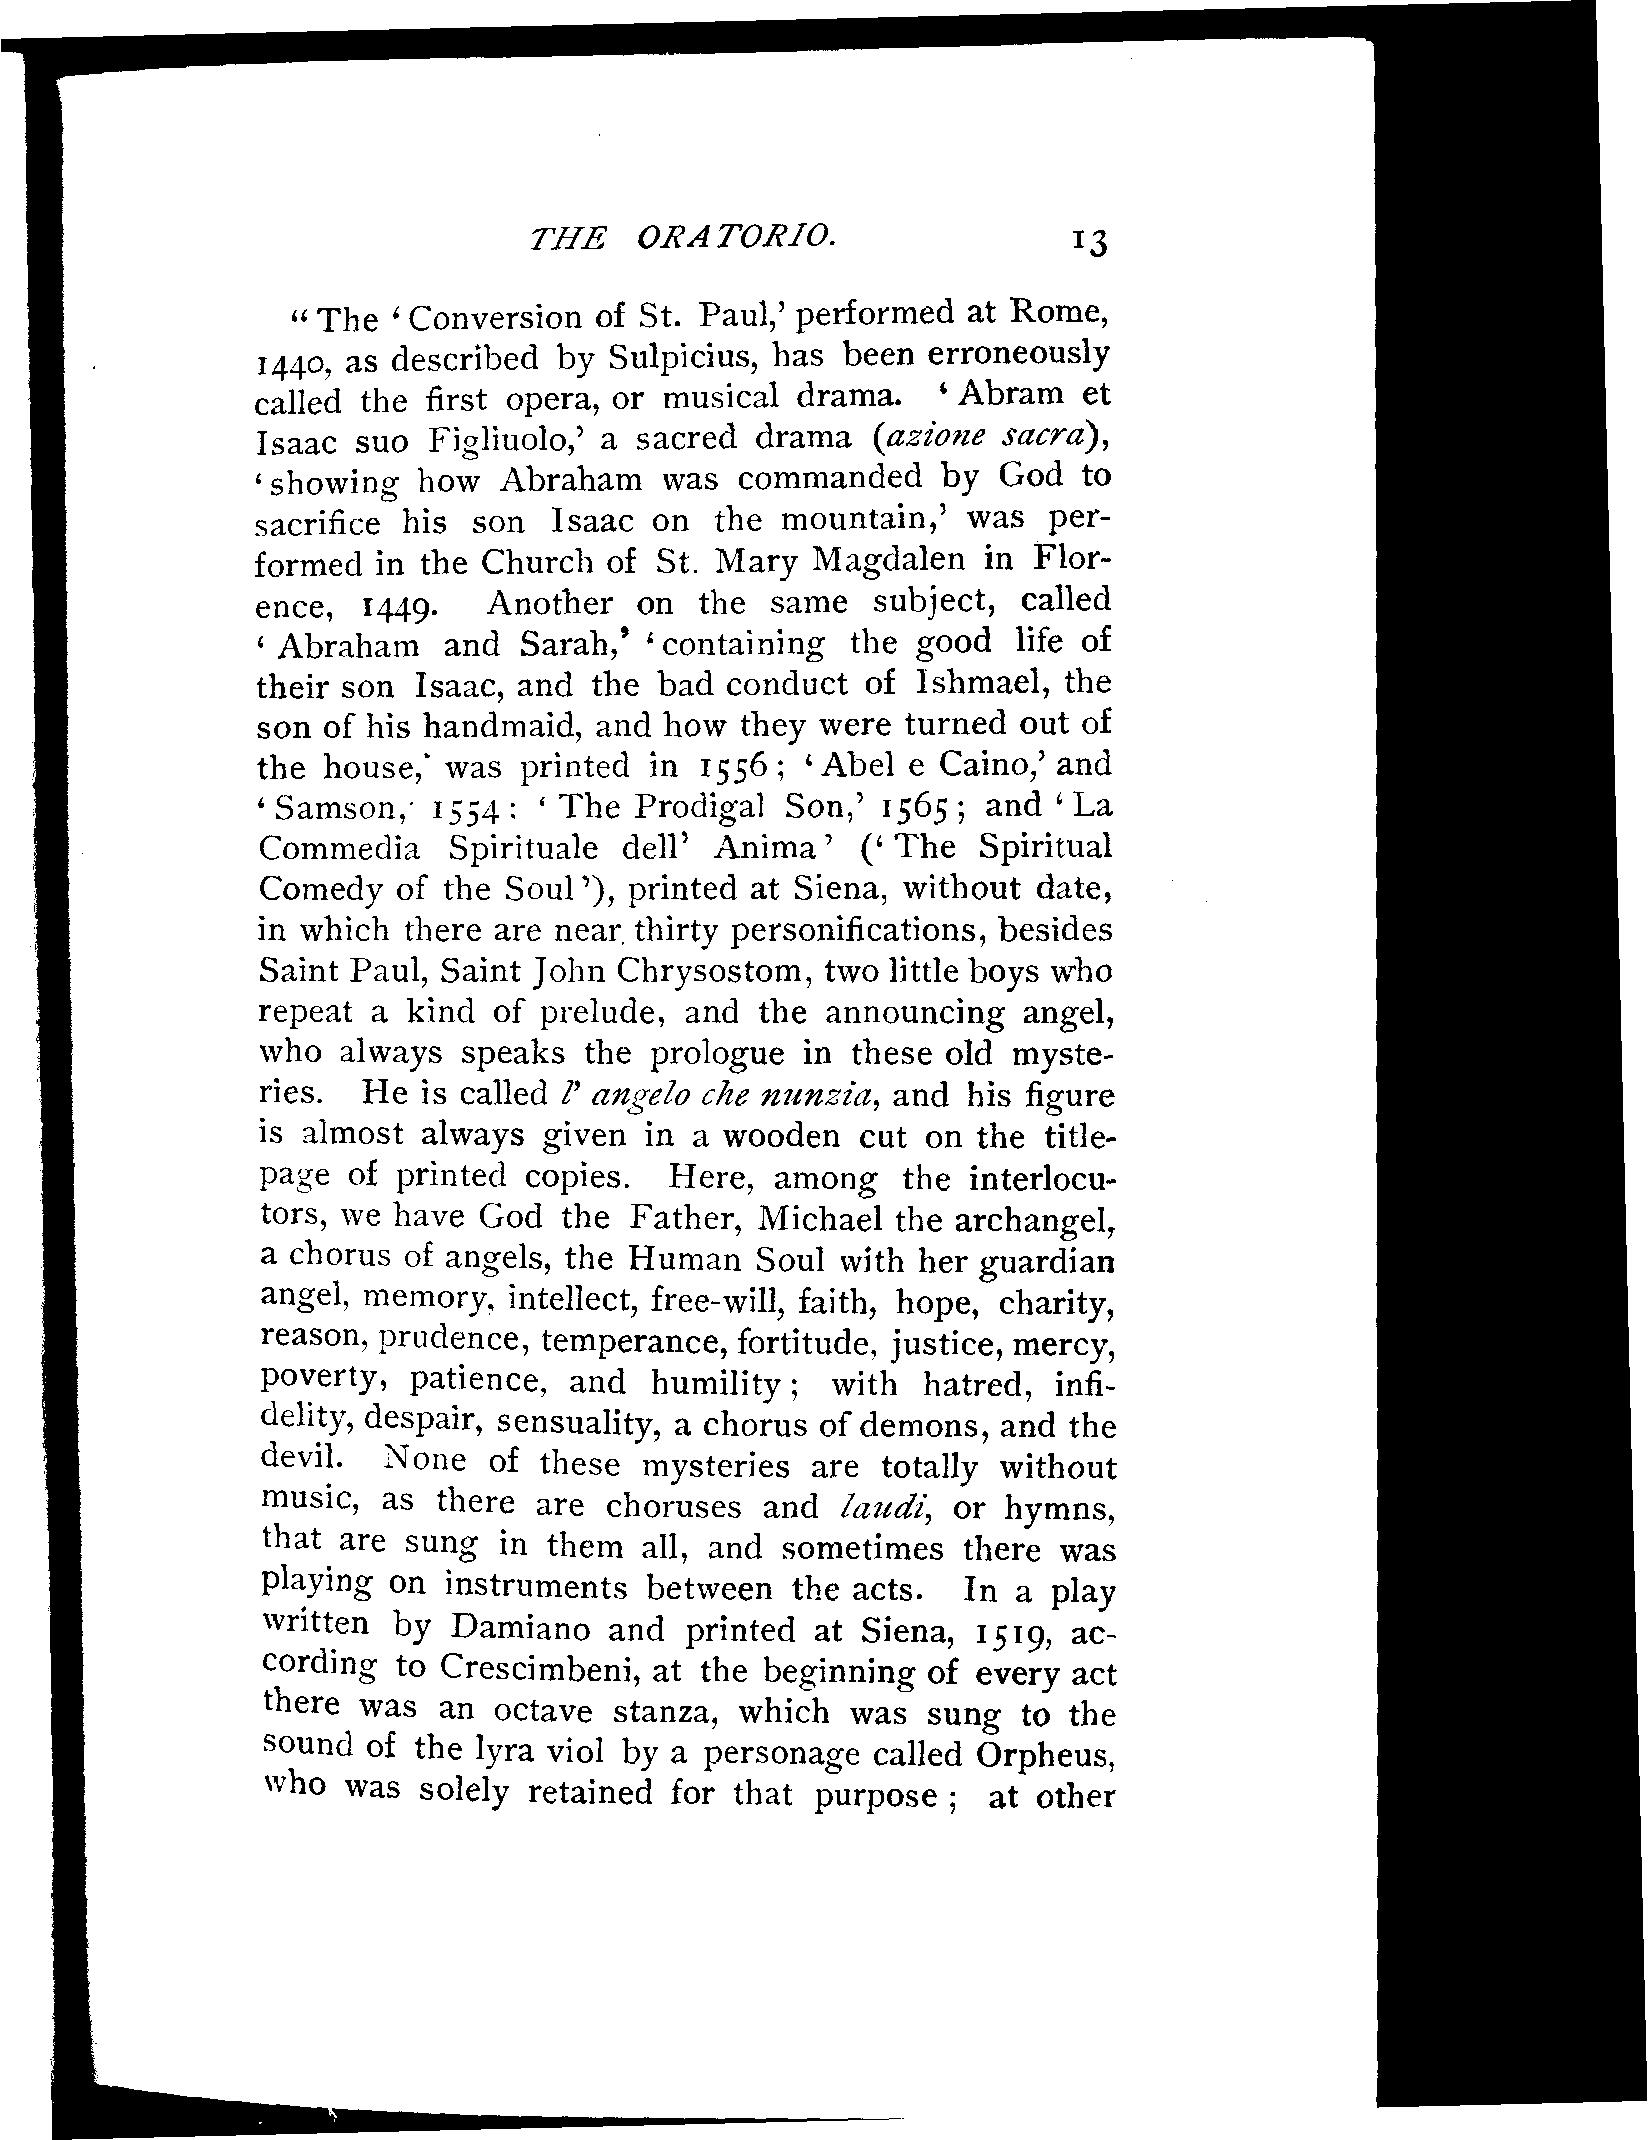 THE ORATORIO. 13
“The ‘Conversion of St. Paul,’ performed at Rome,
1440, as described by Sulpicius, has been erroneously
called the first opera, or musical drama. ‘Abram et
Isaac suo Figliuolo,’ a sacred drama (azione sacra),
‘showing how Abraham was commanded by God to
sacrifice his son Isaac on the mountain,’ was per-
formed in the Church of St. Mary Magdalen in Flor-
ence, 1449. Another on the same subject, called
‘Abraham and Sarah,’ ‘containing the good life of
their son Isaac, and the bad conduct of Ishmael, the
son of his handmaid, and how they were turned out of
the house,’ was printed in 1556; ‘Abel e Caino,’ and
‘Samson,’ 1554: ‘The Prodigal Son,’ 1565; and ‘La
Commedia Spirituale dell’ Anima’ (‘The Spiritual
Comedy of the Soul’), printed at Siena, without date,
in which there are near thirty personifications, besides
Saint Paul, Saint John Chrysostom, two little boys who
repeat a kind of prelude, and the announcing angel,
who always speaks the prologue in these old myste-
ries. He is called l’ angelo che nunzia, and his figure
is almost always given in a wooden cut on the title-
page of printed copies. Here, among the interlocu-
tors, we have God the Father, Michael the archangel,
a chorus of angels, the Human Soul with her guardian
angel, memory, intellect, free-will, faith, hope, charity,
reason, prudence, temperance, fortitude, justice, mercy,
poverty, patience, and humility; with hatred, infi-
delity, despair, sensuality, a chorus of demons, and the
devil. None of these mysteries are totally without
music, as there are choruses and laudi, or hymns,
that are sung in them all, and sometimes there was
playing on instruments between the acts. In a play
written by Damiano and printed at Siena, 1519, ac-
cording to Crescimbeni, at the beginning of every act
there was an octave stanza, which was sung to the
sound of the lyra viol by a personage called Orpheus,
who was solely retained for that purpose; at other